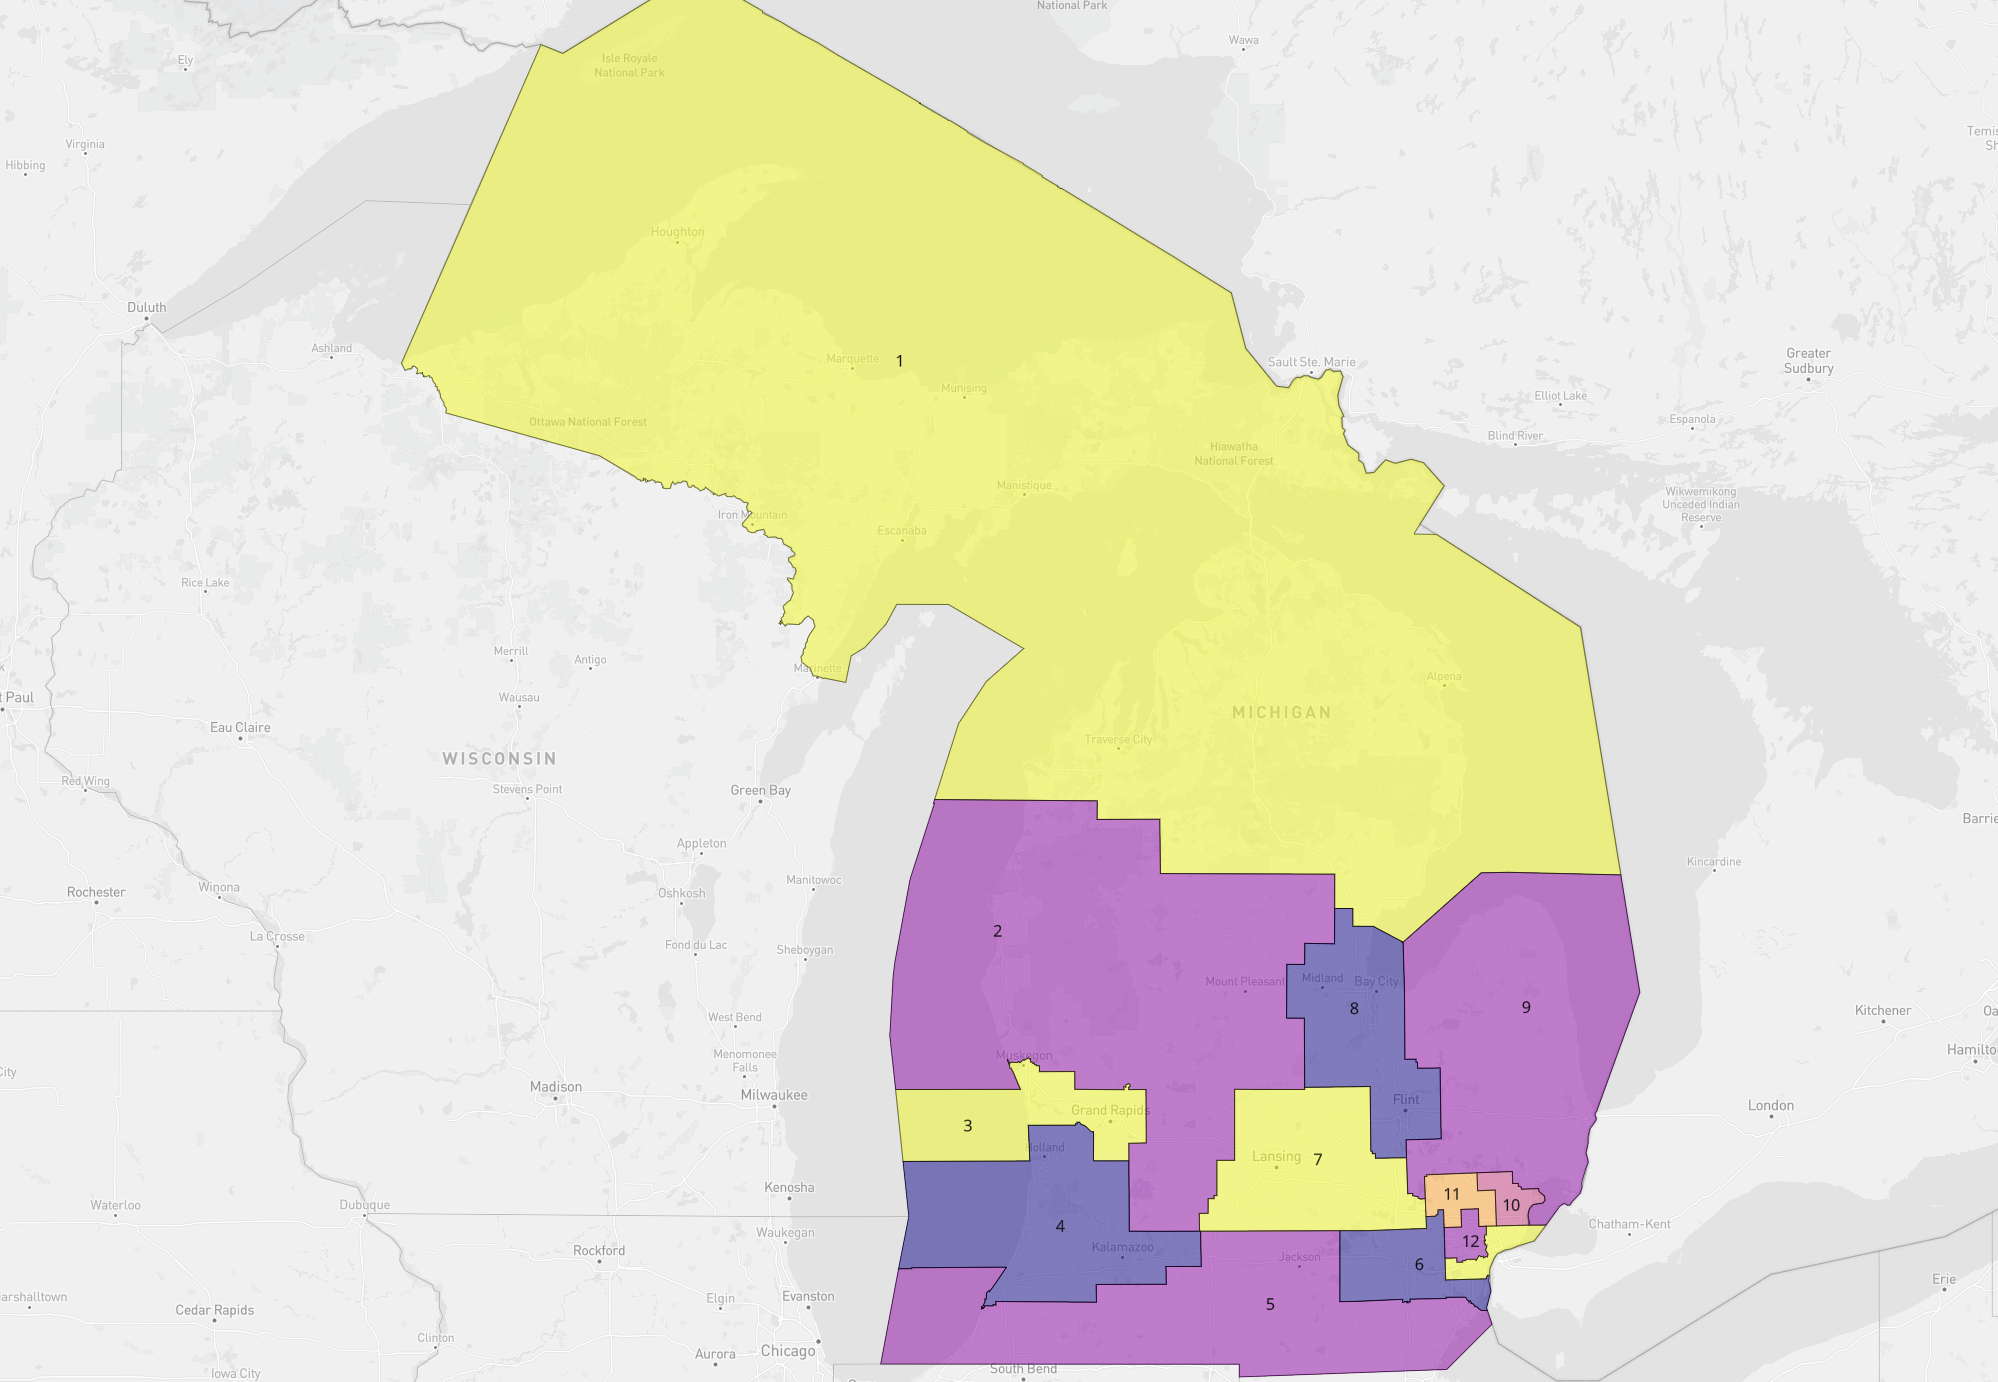 National Park
Wawa
Ely
Isle Royale
National Park
Virginia
Hibbing
Houghton
Duluth
Ashland
Marquette
1
Munising
Sault Ste. Marie
Greater
Sudbury
Elliot Lake
Espanola
Blind River
Ottawa National Forest
Hiawatha
National Forest
Manistique
Wikwemikong
Unceded Indian
Reserve
Iron Mountain
Escanaba
Rice Lake
Merrill
Antigo
Marinette
Alpena
t Paul
Wausau
Eau Claire
MICHIGAN
WISCONSIN
Traverse City
Red Wing
Stevens Point
Green Bay
Barrie
Appleton
Kincardine
Rochester
Winona
Oshkosh
Manitowoc
La Crosse
Fond du Lac
Sheboygan
2
Mount Pleasant
Midland
Bay City
8
9
Kitchener
Oa
West Bend
Menomonee
Falls
Muskegon
Hamilto
City
Madison
Milwaukee
Flint
London
3
Grand Rapids
Holland
Lansing
7
Kenosha
11
10
Waterloo
Dubuque
Waukegan
Chatham-Kent
4
Kalamazoo
12
Rockford
Jackson
6
Erie
arshalltown
Cedar Rapids
Elgin
Evanston
5
Clinton
Aurora
Chicago
Iowa City
South Bend